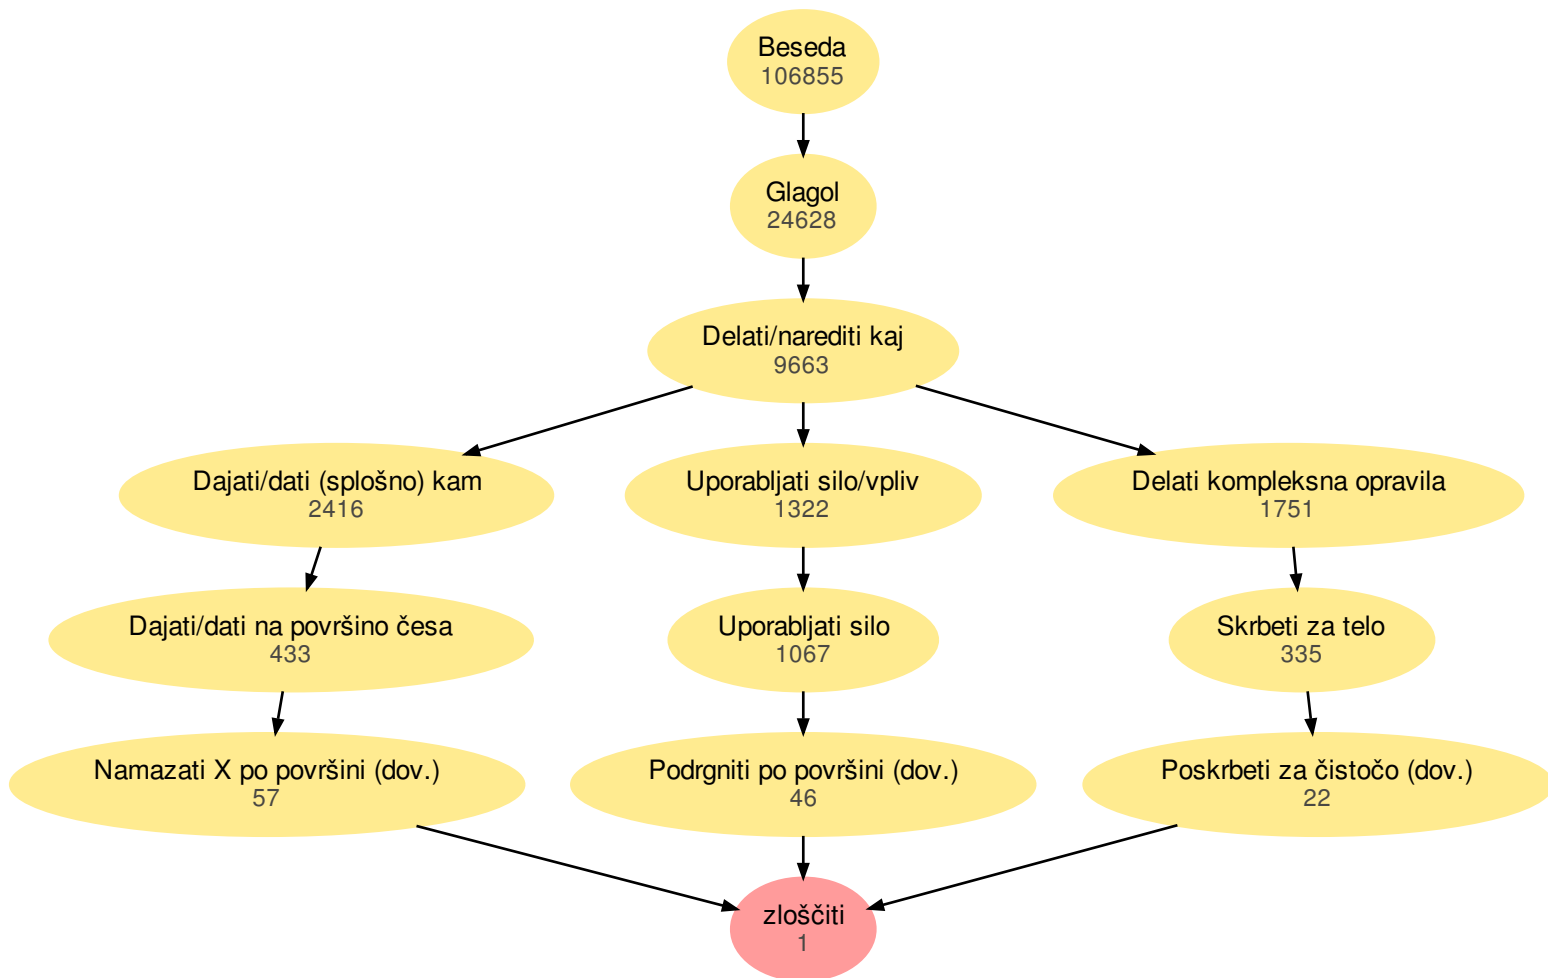 Beseda
106855
Glagol
24628
Delati/narediti kaj
9663
Dajati/dati (splošno) kam
2416
Uporabljati silo/vpliv
1322
Delati kompleksna opravila
1751
Dajati/dati na površino česa
433
Uporabljati silo
1067
Skrbeti za telo
335
Namazati X po površini (dov.)
57
Podrgniti po površini (dov.)
46
Poskrbeti za čistočo (dov.)
22
zloščiti
1